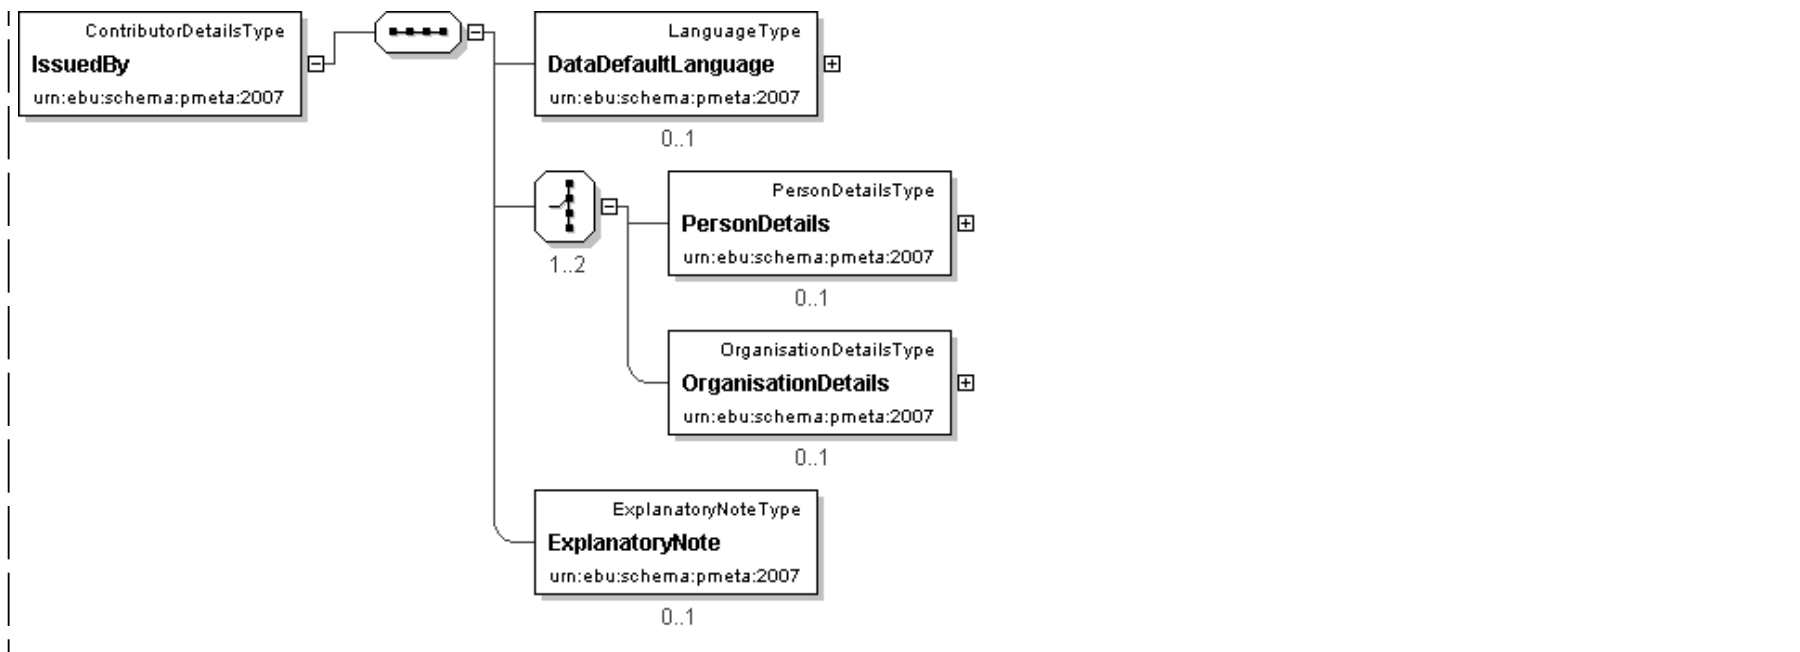 ContributorDetailsType
IssuedBy
urn:ebu:schema:pmeta:2007
LanguageType
DataDefaultLanguage
urn:ebu:schema:pmeta:2007
0..1
1..2
PersonDetailsType
PersonDetails
urn:ebu:schema:pmeta:2007
0..1
OrganisationDetailsType
OrganisationDetails
urn:ebu:schema:pmeta:2007
0..1
ExplanatoryNoteType
ExplanatoryNote
urn:ebu:schema:pmeta:2007
0..1